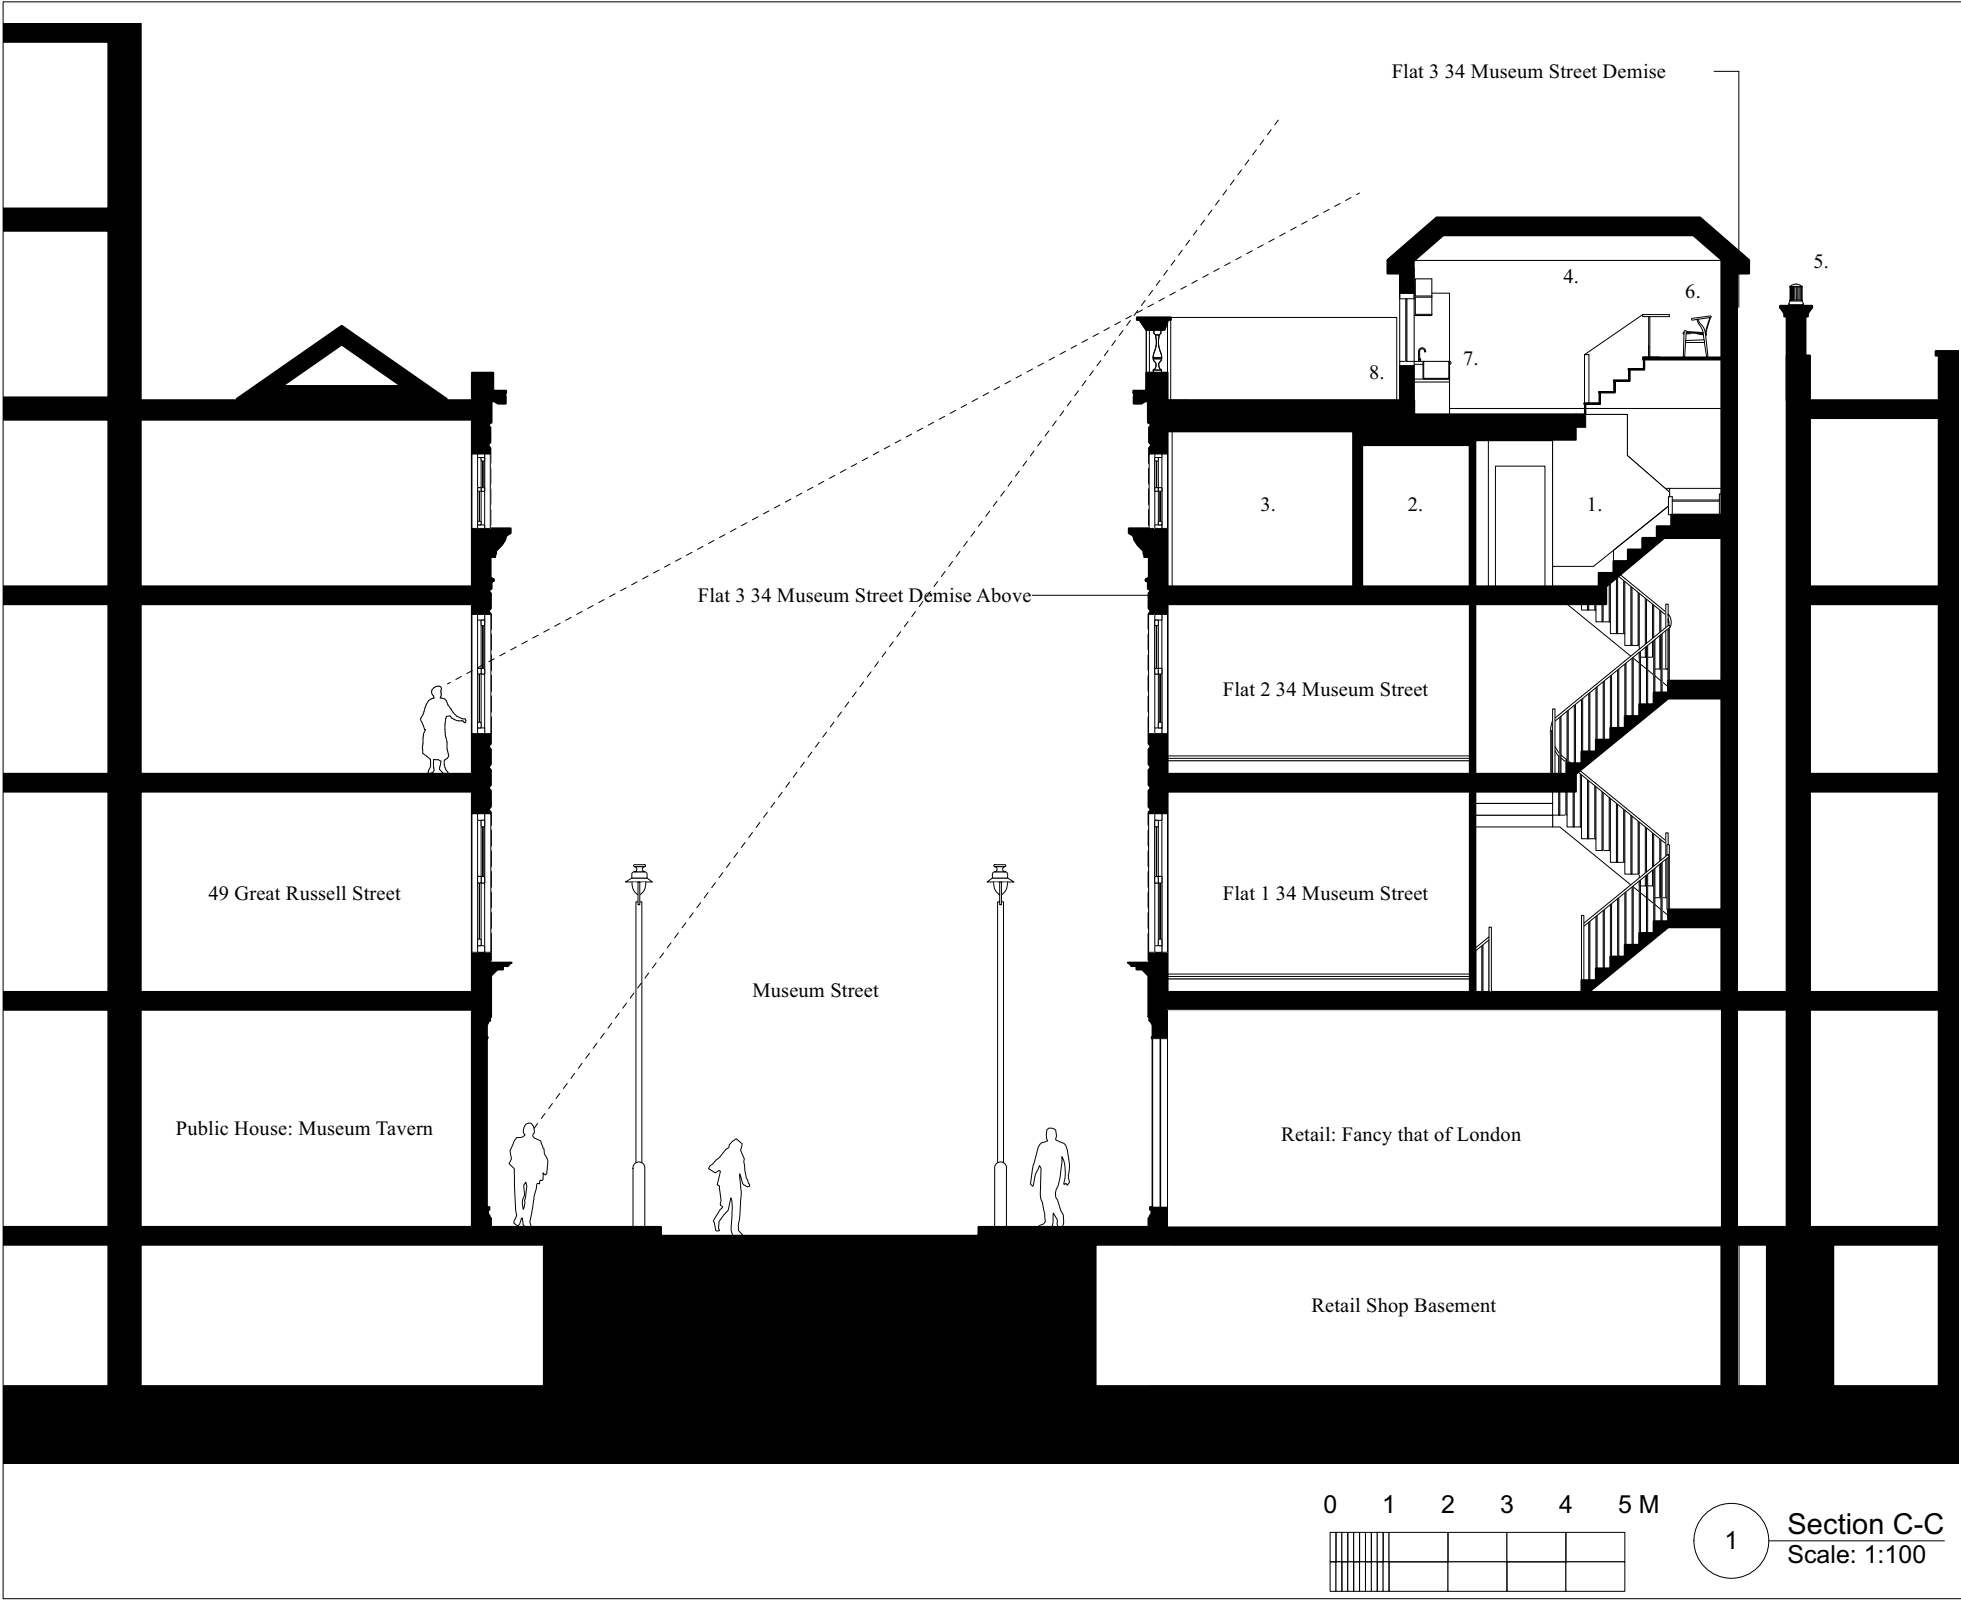 Flat 3 34 Museum Street Demise
5.
4.
6.
7.
8.
3.
2.
1.
Flat 3 34 Museum Street Demise Above
Flat 2 34 Museum Street
49 Great Russell Street
Flat 1 34 Museum Street
Museum Street
Public House: Museum Tavern
Retail: Fancy that of London
Retail Shop Basement
0 1 2 3 4 5 M
1
Section C-C
Scale: 1:100